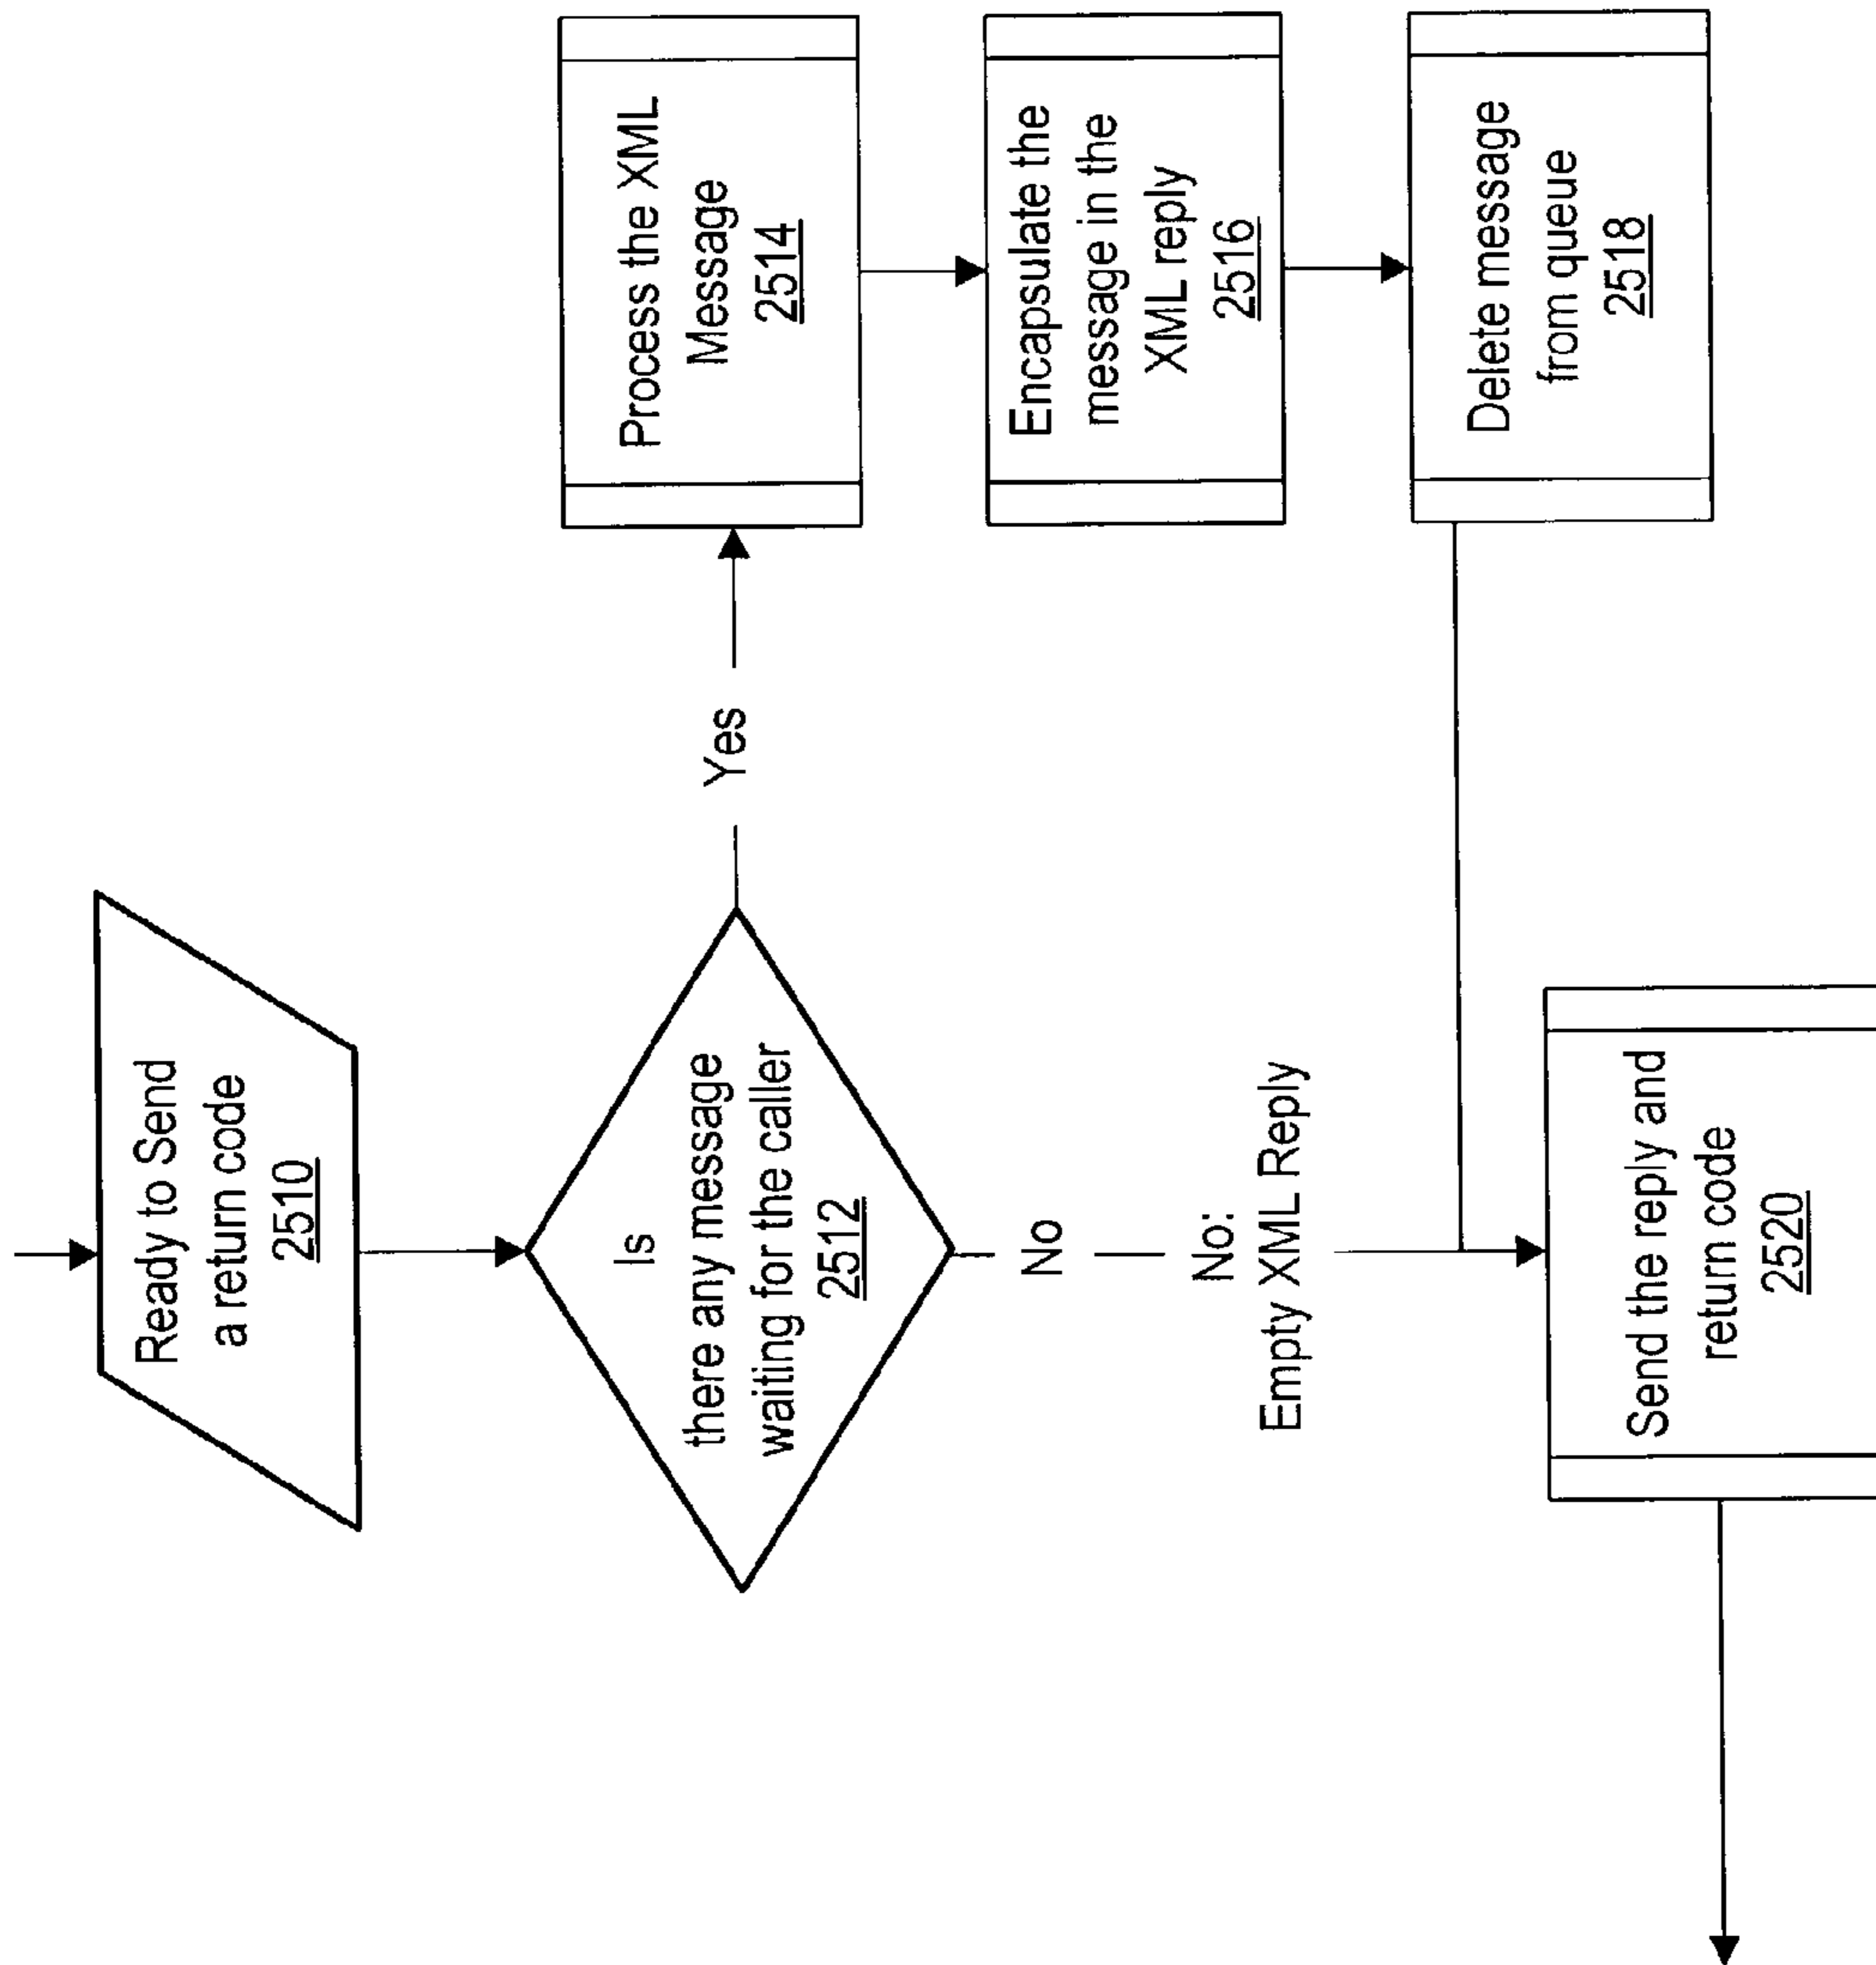 Ready to Send
a return code
2510
Is
there any message
waiting for the caller
2512
Yes
Process the XML
Message
2514
Encapsulate the
message in the
XML reply
2516
Delete message
from queue
2518
No
No:
Empty XML Reply
Send the reply and
return code
2520